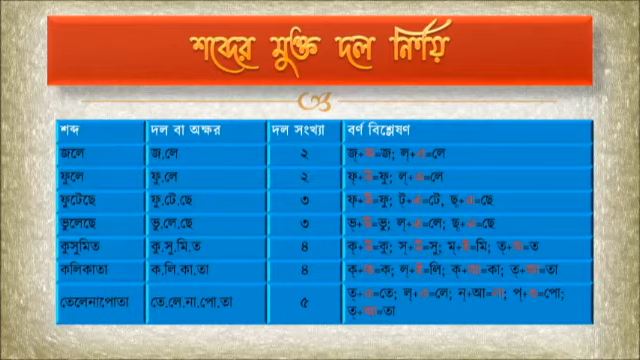 শব্দের মুক্ত দল নির্ণয়
শব্দ দল বা অক্ষর দল সংখ্যা বর্ণ বিশ্লেষণ
জলে জ.লে ২ জ্+অ=জ; ল্+এ=লে
ফুলে ফু.লে ২ ফ্+উ=ফু; ল্+এ=লে
ফুটেছে ফু.টে.ছে ৩ ফ্+উ=ফু; ট+এ=টে, ছ্+এ=ছে
ভুলেছে ভু.লে.ছে ৩ ভ্+উ=ভু; ল্+এ=লে; ছ্+এ=ছে
কুসুমিত কু.সু.মি.ত ৪ ক্+উ=কু; স্+উ=সু; ম্+ই=মি; ত্+অ=ত
কলিকাতা ক.লি.কা.তা ৪ ক্+অ=ক; ল+ই=লি; ক্+আ=কা; ত্+আ=তা
তেলেনাপোতা তে.লে.না.পো.তা ৫ ত্+এ=তে; ল্+এ=লে; ন্+আ=না; প্+ও=পো;
ত্+আ=তা